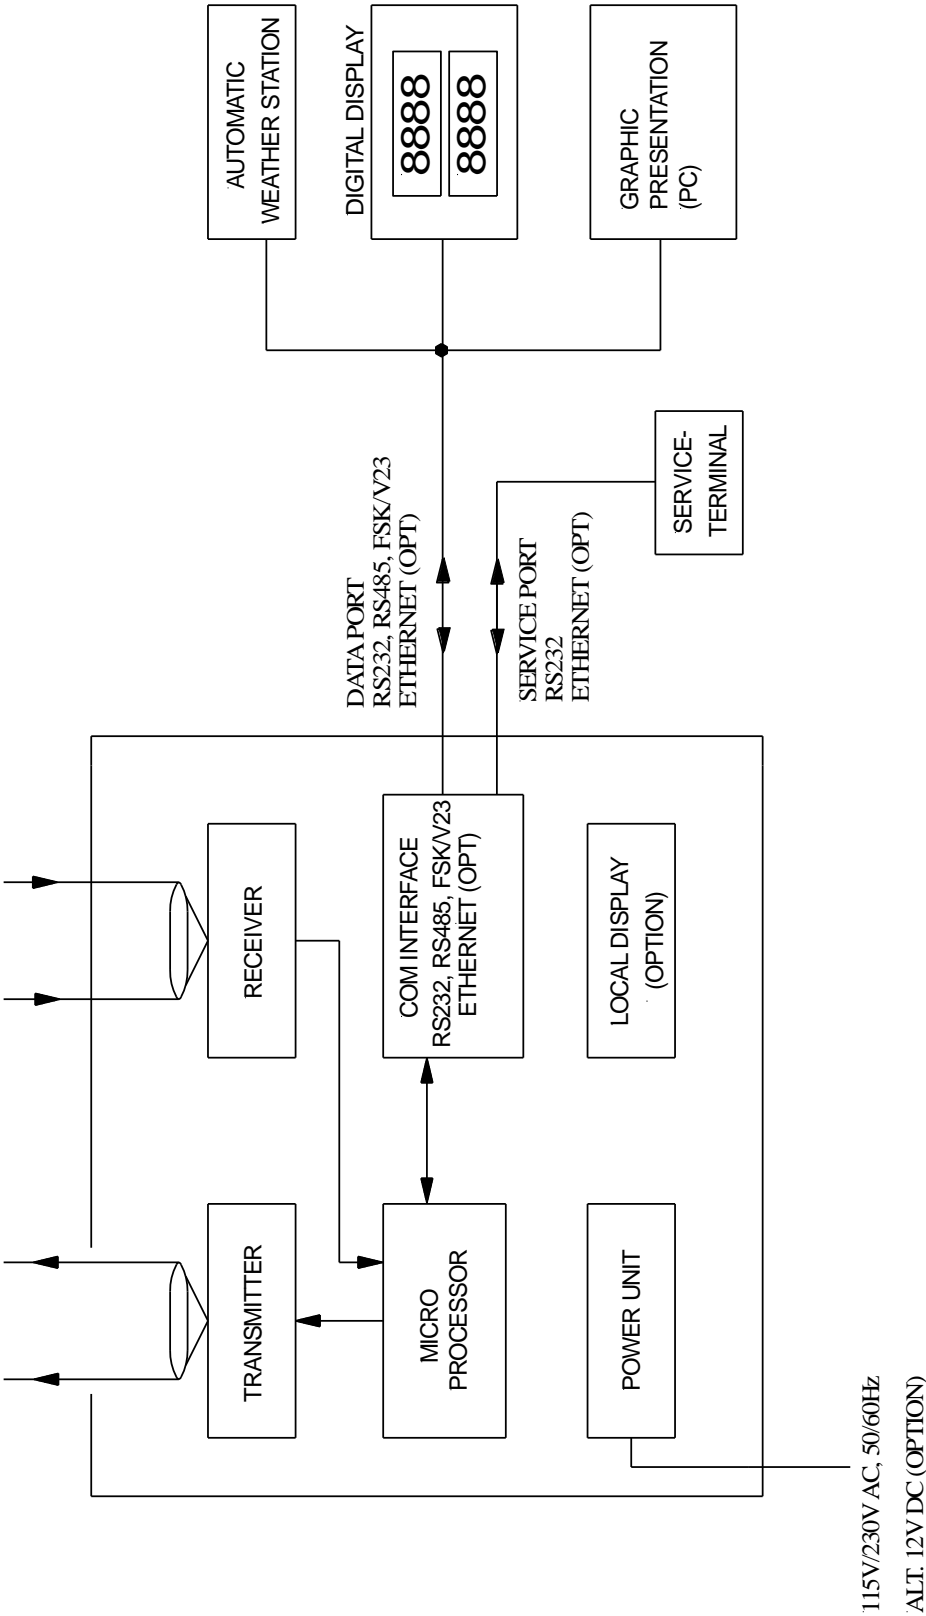 AUTOMATIC
WEATHER STATION
DIGITAL DISPLAY
8888
8888
GRAPHIC
PRESENTATION
(PC)
DATA PORT
RS232, RS485, FSK/V23
ETHERNET (OPT)
SERVICE PORT
RS232
ETHERNET (OPT)
SERVICE-
TERMINAL
RECEIVER
COM INTERFACE
RS232, RS485, FSK/V23
ETHERNET (OPT)
LOCAL DISPLAY
(OPTION)
TRANSMITTER
MICRO
PROCESSOR
POWER UNIT
115V/230V AC, 50/60Hz
ALT. 12V DC (OPTION)